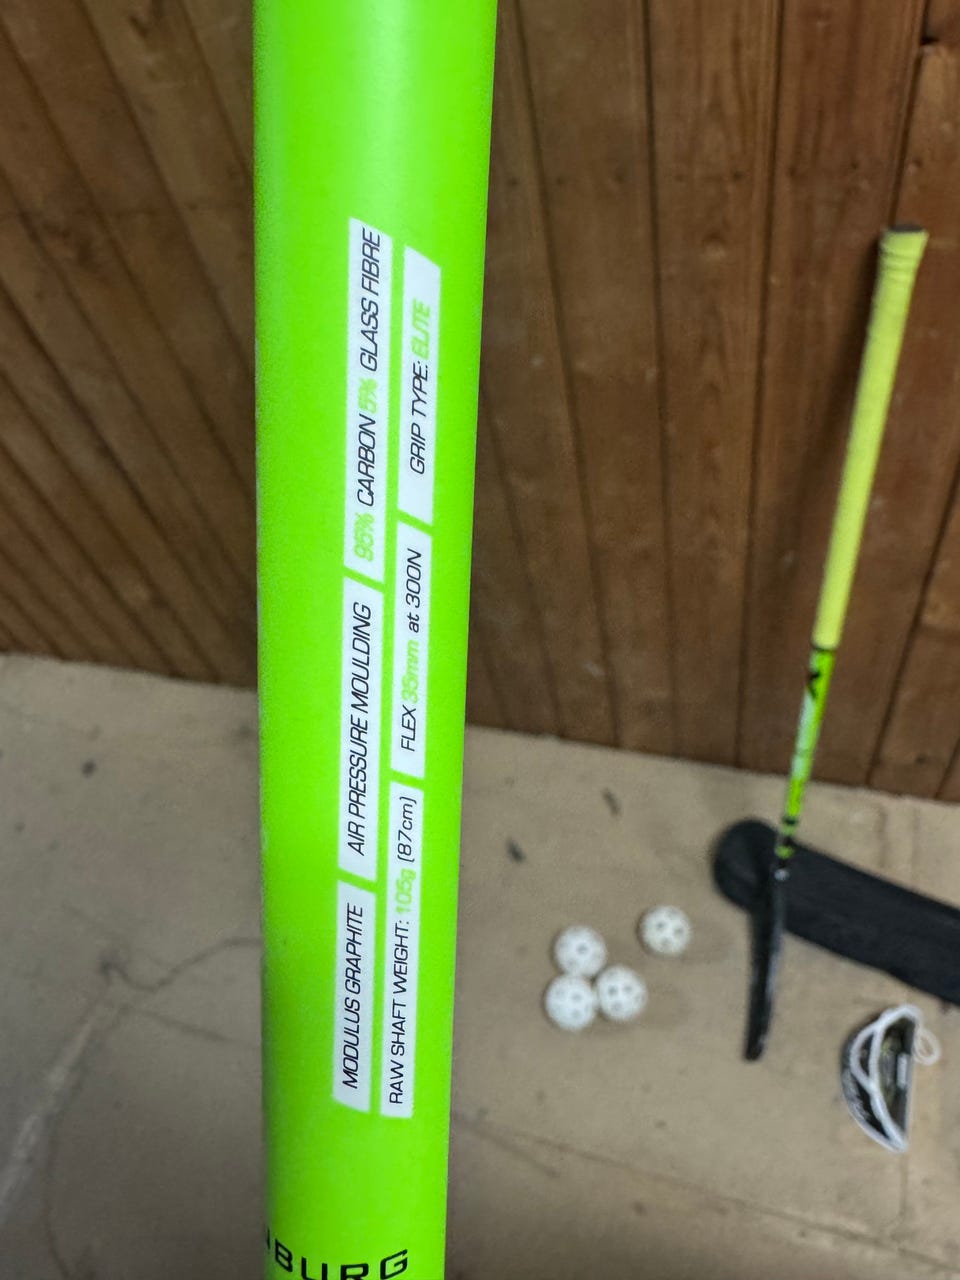 MODULUS GRAPHITE AIR PRESSURE MOULDING 95% CARBON 5% GLASS FIBRE
RAW SHAFT WEIGHT: 105g [87cm] FLEX 35mm at 300N GRIP TYPE: ELITE